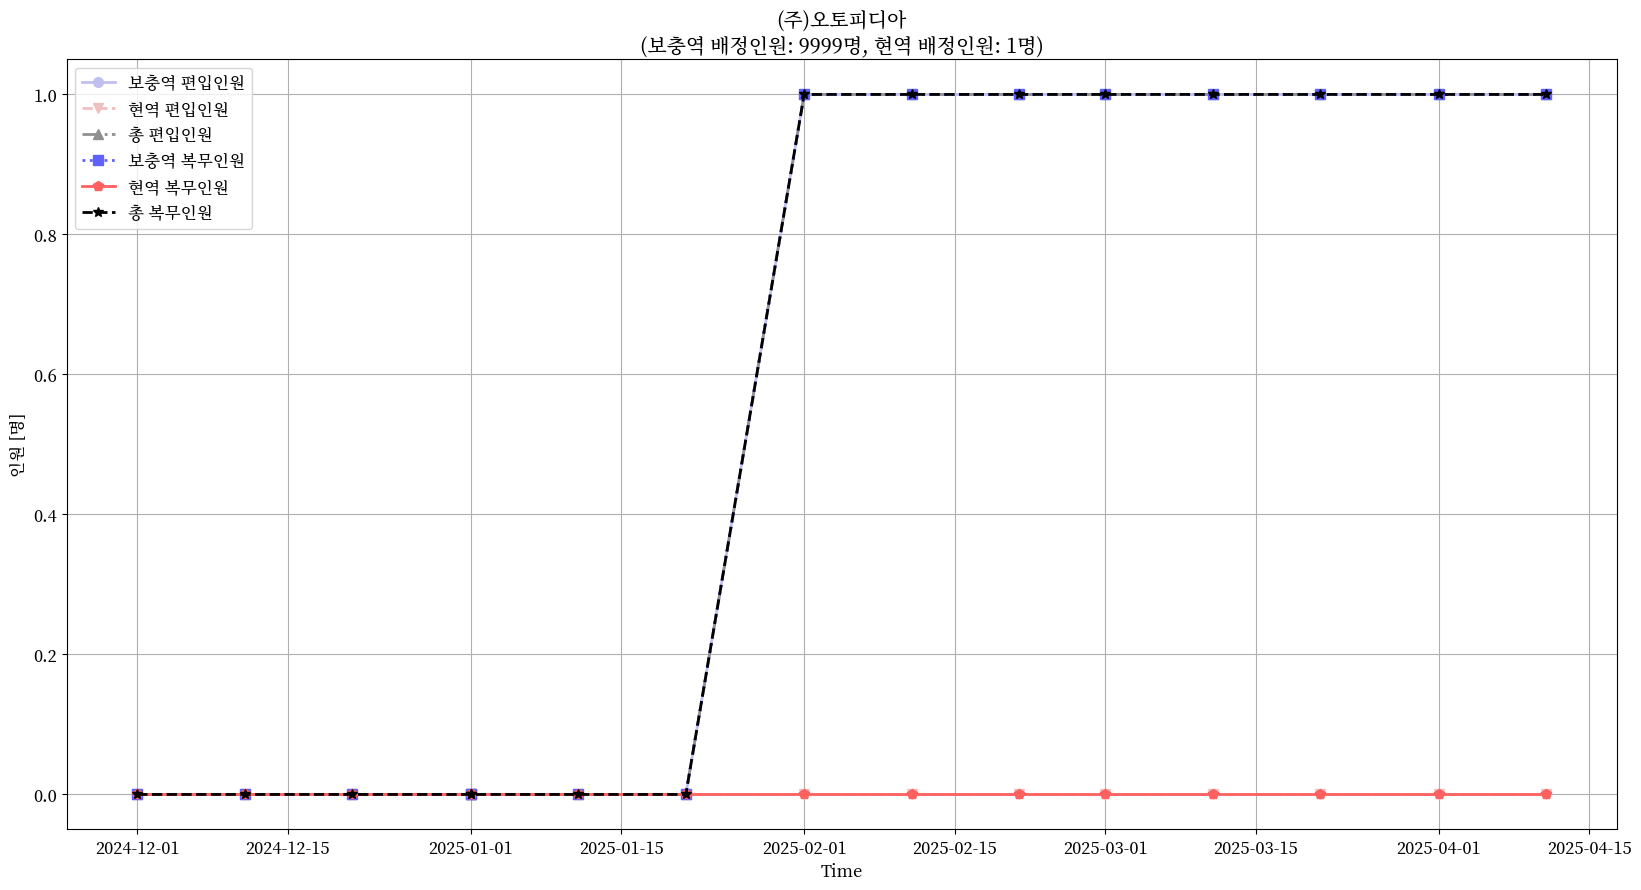 (주)오토피디아
(보충역 배정인원: 9999명, 현역 배정인원: 1명)
보충역 편입인원
현역 편입인원
총 편입인원
보충역 복무인원
현역 복무인원
총 복무인원
1.0
0.8
0.6
0.4
0.2
0.0
인원 [명]
2024-12-01 2024-12-15 2025-01-01 2025-01-15 2025-02-01 2025-02-15 2025-03-01 2025-03-15 2025-04-01 2025-04-15
Time